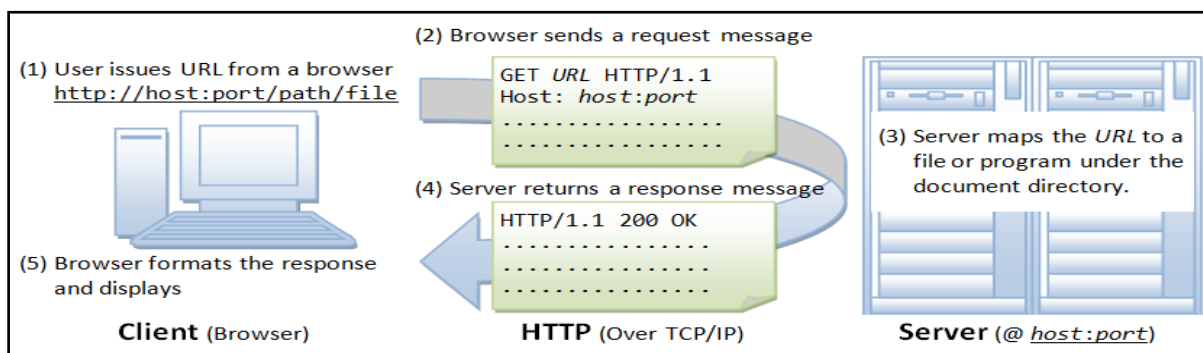 (1) User issues URL from a browser
http://host:port/path/file
(2) Browser sends a request message
GET URL HTTP/1.1
Host: host:port
..................
..................
(3) Server maps the URL to a
file or program under the
document directory.
(4) Server returns a response message
HTTP/1.1 200 OK
.................
.................
.................
(5) Browser formats the response
and displays
Client (Browser)
HTTP (Over TCP/IP)
Server (@ host:port)